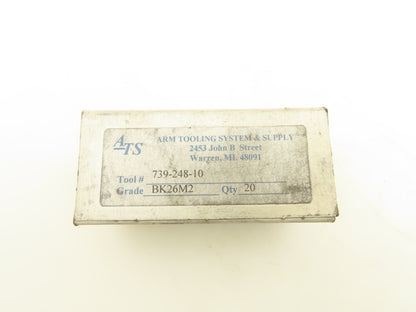 ATS
ARM TOOLING SYSTEM & SUPPLY
2453 John B Street
Warren, MI. 48091
Tool# 739-248-10
Grade BK26M2 Qty. 20